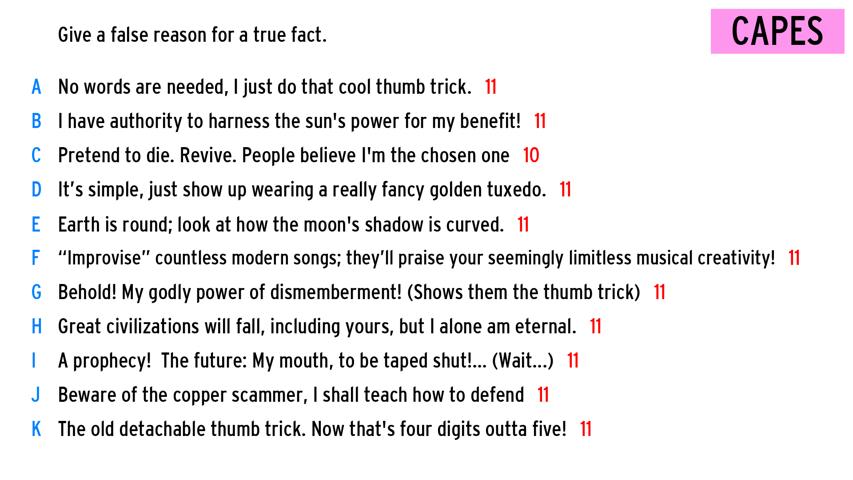 Give a false reason for a true fact.
CAPES
A No words are needed, I just do that cool thumb trick. 11
B I have authority to harness the sun's power for my benefit! 11
C Pretend to die. Revive. People believe I'm the chosen one 10
D It’s simple, just show up wearing a really fancy golden tuxedo. 11
E Earth is round; look at how the moon's shadow is curved. 11
F “Improvise” countless modern songs; they’ll praise your seemingly limitless musical creativity! 11
G Behold! My godly power of dismemberment! (Shows them the thumb trick) 11
H Great civilizations will fall, including yours, but I alone am eternal. 11
I A prophecy! The future: My mouth, to be taped shut!... (Wait...) 11
J Beware of the copper scammer, I shall teach how to defend 11
K The old detachable thumb trick. Now that's four digits outta five! 11